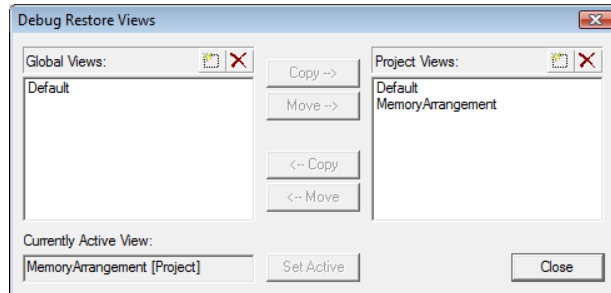 Debug Restore Views
Global Views:
Project Views:
Default
Default
MemoryArrangement
Copy -->
Move -->
<-- Copy
<-- Move
Currently Active View:
MemoryArrangement [Project]
Set Active
Close